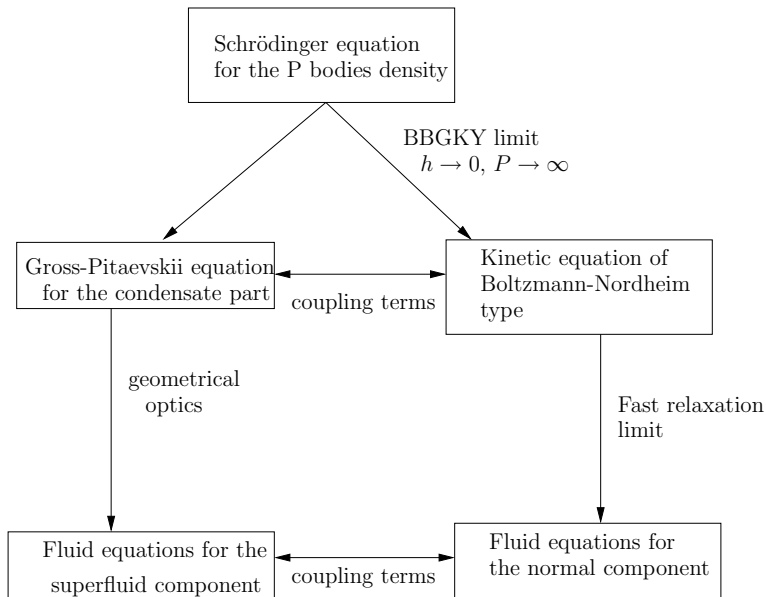 Schrödinger equation
for the P bodies density
BBGKY limit
h → 0, P → ∞
Gross-Pitaevskii equation
for the condensate part
coupling terms
Kinetic equation of
Boltzmann-Nordheim
type
geometrical
optics
Fast relaxation
limit
Fluid equations for the
superfluid component
coupling terms
Fluid equations for
the normal component